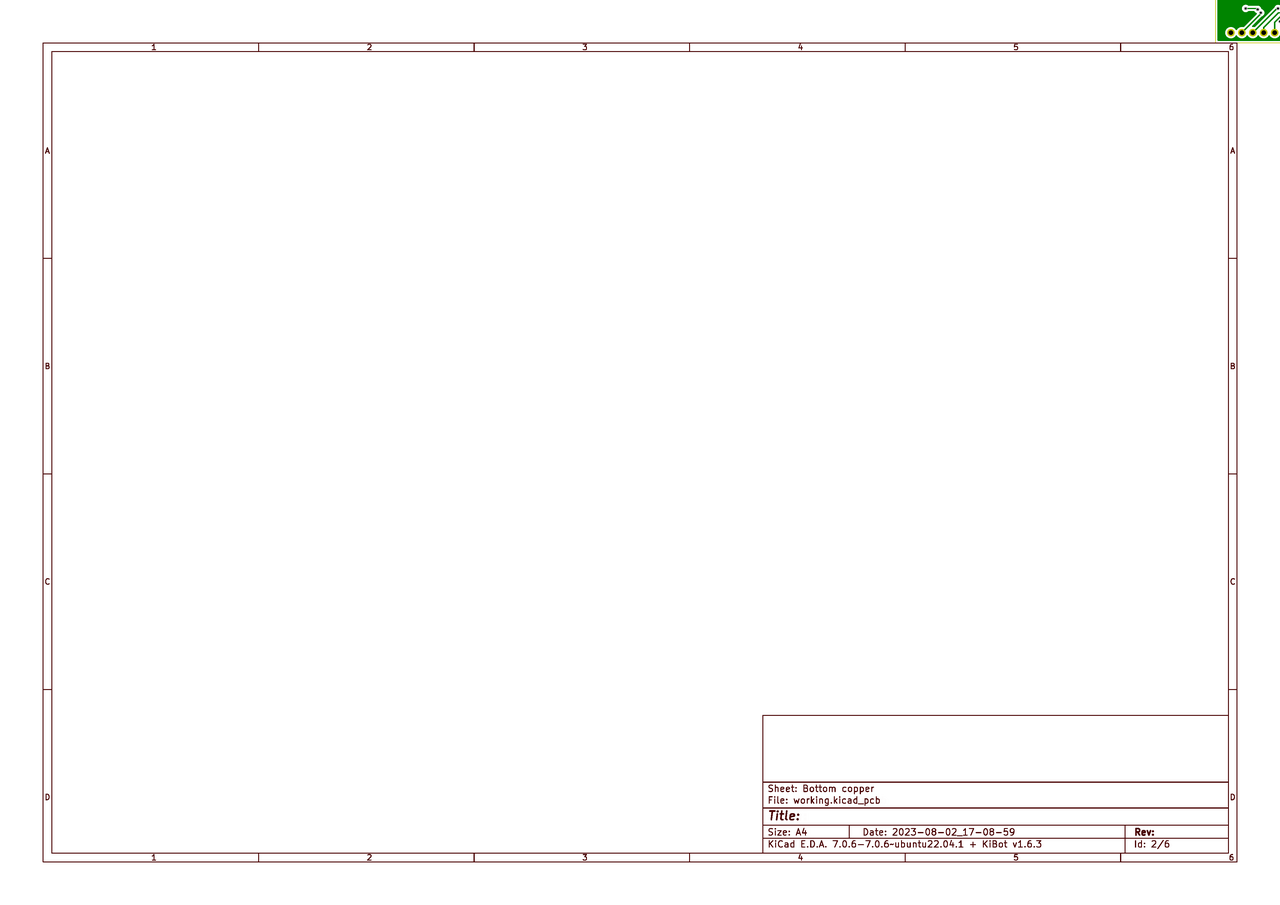 1 2 3 4 5 6
A A
B B
C C
D D
Sheet: Bottom copper
File: working.kicad_pcb
Title:
Size: A4 Date: 2023-08-02_17-08-59 Rev:
KiCad E.D.A. 7.0.6-7.0.6~ubuntu22.04.1 + KiBot v1.6.3 Id: 2/6
1 2 3 4 5 6